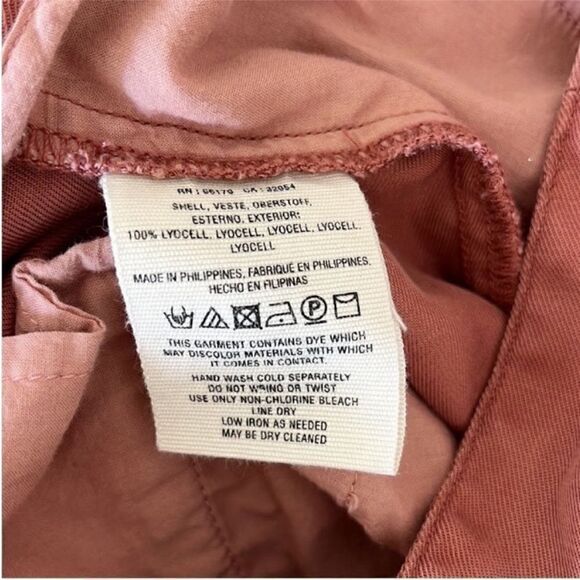 RN: 66170 CA: 32054
SHELL, VESTE, OBERSTOFF,
ESTERNO, EXTERIOR:
100% LYOCELL, LYOCELL, LYOCELL, LYOCELL,
LYOCELL
MADE IN PHILIPPINES, FABRIQUÉ EN PHILIPPINES,
HECHO EN FILIPINAS
P
THIS GARMENT CONTAINS DYE WHICH
MAY DISCOLOR MATERIALS WITH WHICH
IT COMES IN CONTACT.
HAND WASH COLD SEPARATELY
DO NOT WRING OR TWIST
USE ONLY NON-CHLORINE BLEACH
LINE DRY
LOW IRON AS NEEDED
MAY BE DRY CLEANED